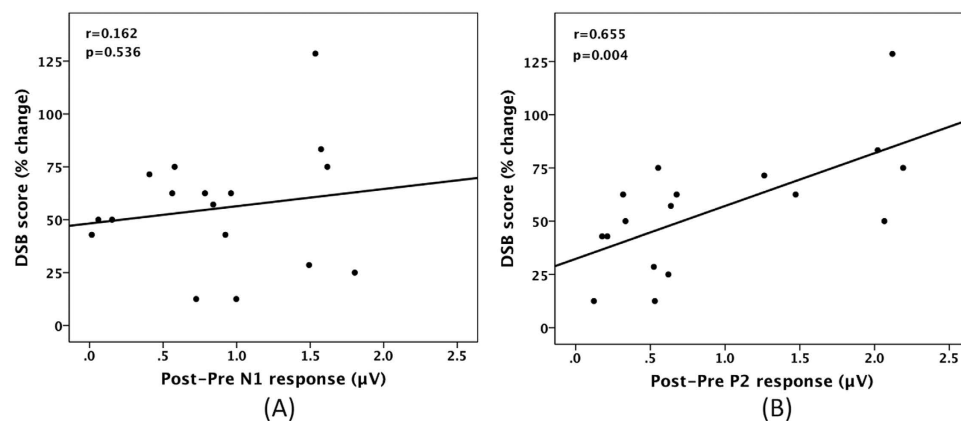 r=0.162
p=0.536
DSB score (% change)
125
100
75
50
25
0
.0 .5 1.0 1.5 2.0 2.5
Post-Pre N1 response (μV)
(A)
r=0.655
p=0.004
DSB score (% change)
125
100
75
50
25
0
.0 .5 1.0 1.5 2.0 2.5
Post-Pre P2 response (μV)
(B)